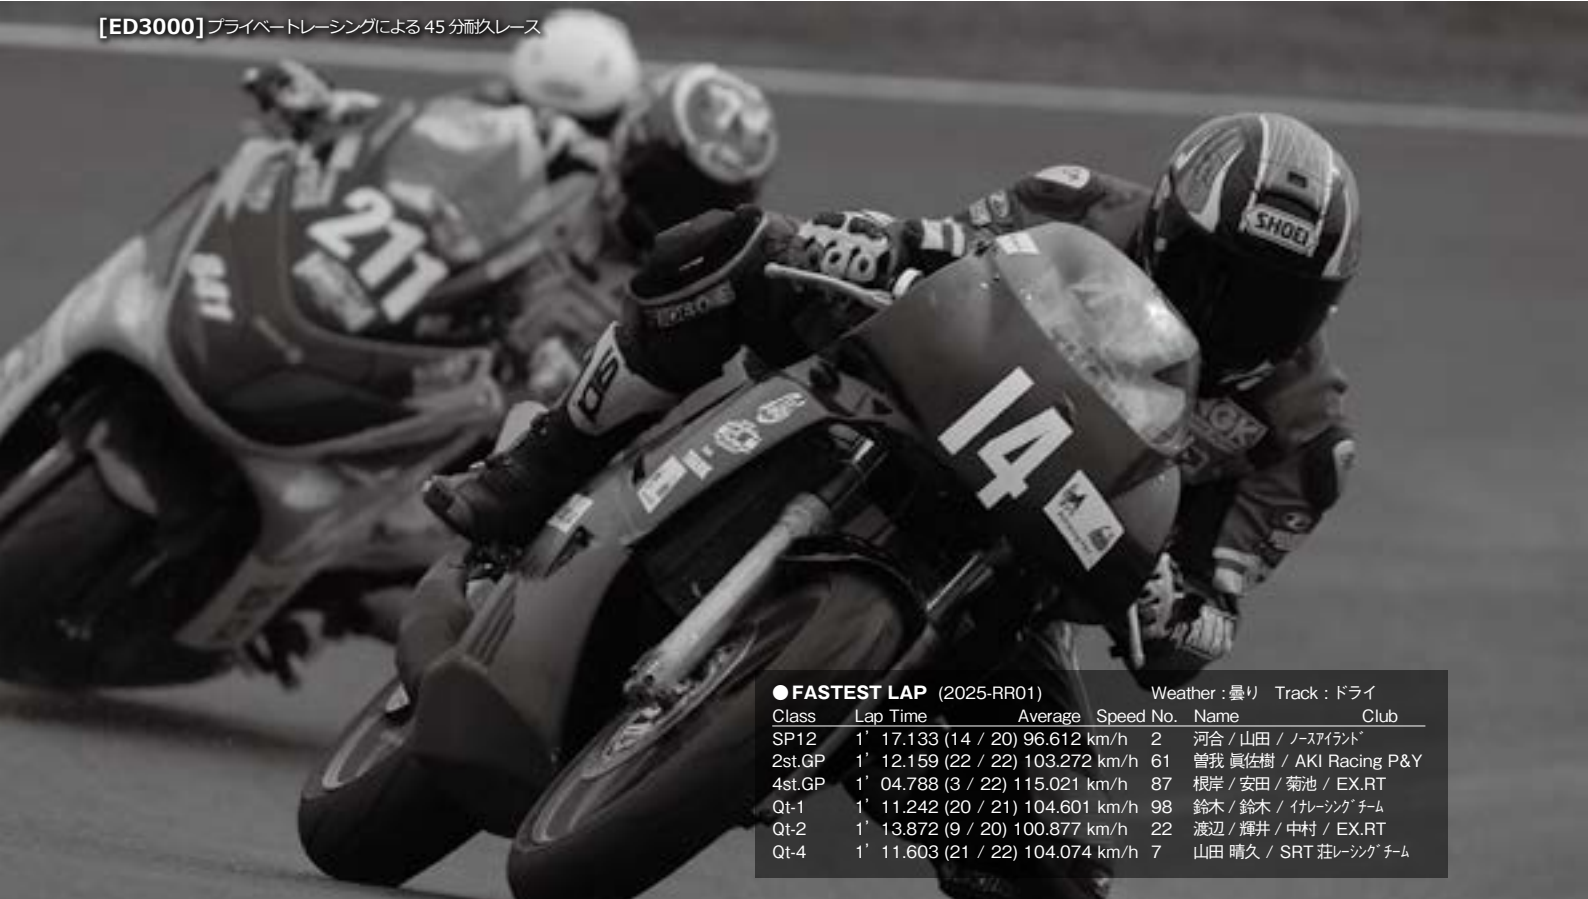 [ED3000]プライベートレーシングによる45分耐久レース
211
SHOEI
14
GK
●FASTEST LAP (2025-RR01) Weather : 曇り Track : ドライ
Class Lap Time Average Speed No. Name Club
SP12 1’ 17.133 (14 / 20) 96.612 km/h 2 河合 / 山田 / ﾉｰｽｱｲﾗﾝﾄﾞ
2st.GP 1’ 12.159 (22 / 22) 103.272 km/h 61 曽我 眞佐樹 / AKI Racing P&Y
4st.GP 1’ 04.788 (3 / 22) 115.021 km/h 87 根岸 / 安田 / 菊池 / EX.RT
Qt-1 1’ 11.242 (20 / 21) 104.601 km/h 98 鈴木 / 鈴木 / ｲﾅﾚｰｼﾝｸﾞﾁｰﾑ
Qt-2 1’ 13.872 (9 / 20) 100.877 km/h 22 渡辺 / 輝井 / 中村 / EX.RT
Qt-4 1’ 11.603 (21 / 22) 104.074 km/h 7 山田 晴久 / SRT荘ﾚｰｼﾝｸﾞﾁｰﾑ